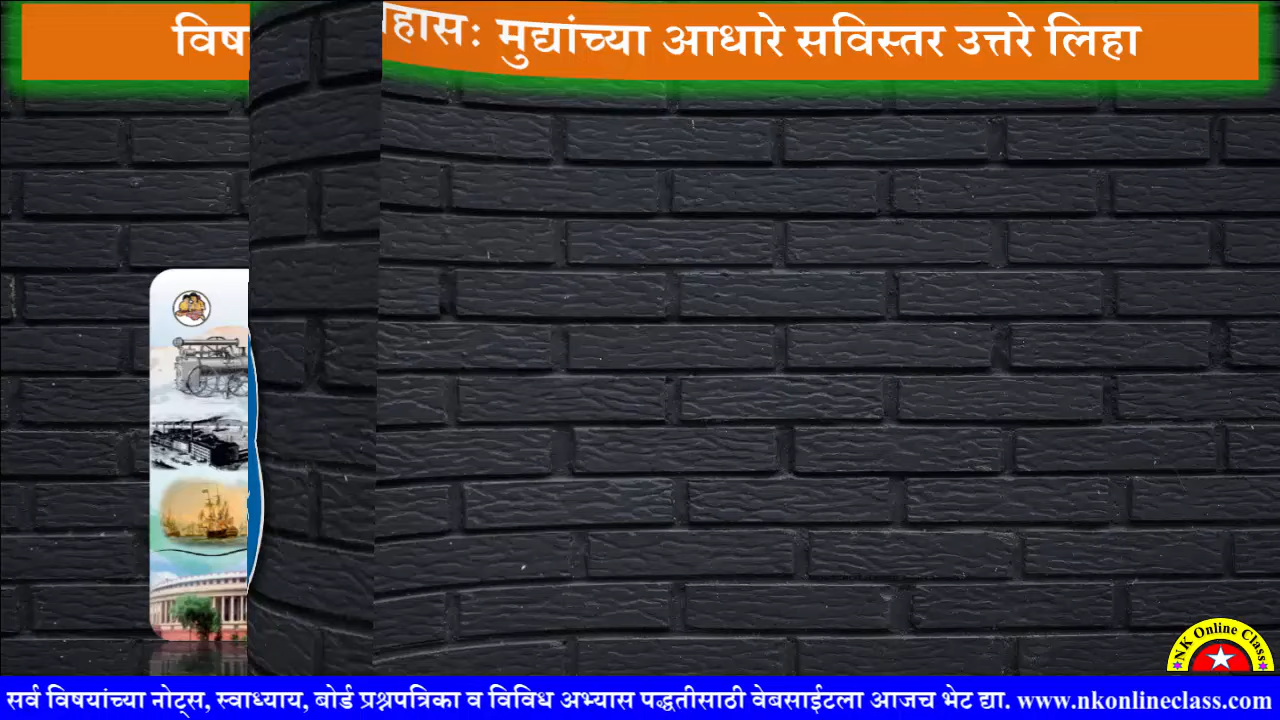 विष हासः मुद्यांच्या आधारे सविस्तर उत्तरे लिहा
NK Online Class
सर्व विषयांच्या नोट्स, स्वाध्याय, बोर्ड प्रश्नपत्रिका व विविध अभ्यास पद्धतीसाठी वेबसाईटला आजच भेट द्या. www.nkonlineclass.com